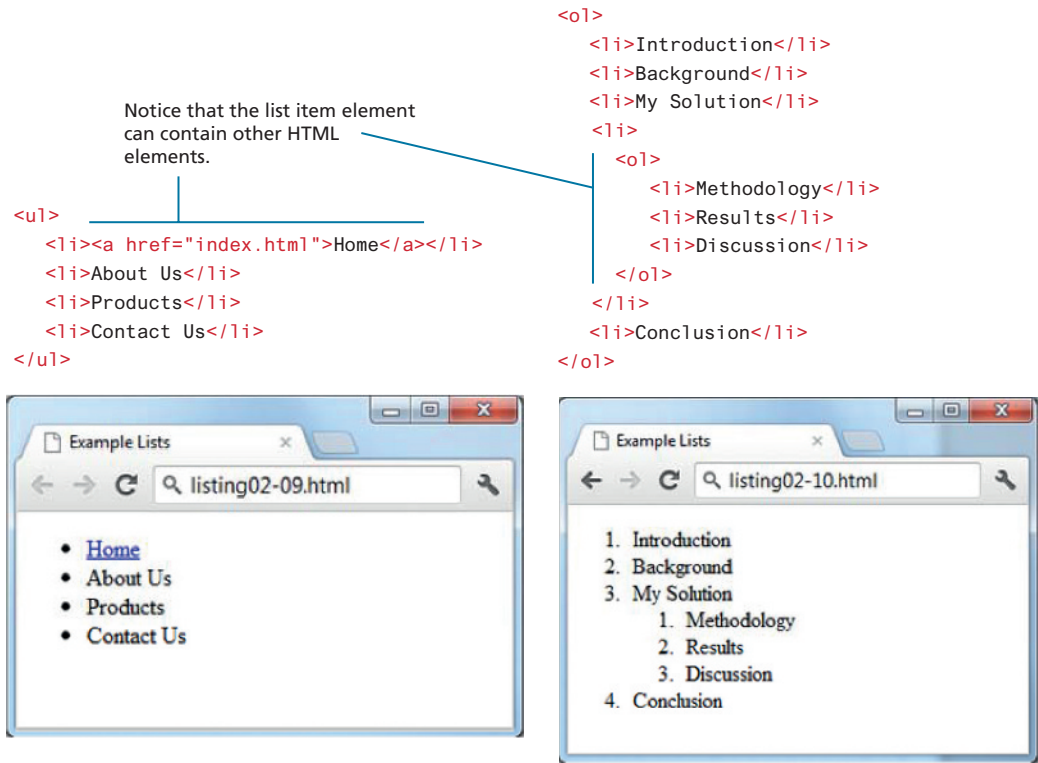 Notice that the list item element
can contain other HTML
elements.
<ul>
<li><a href="index.html">Home</a></li>
<li>About Us</li>
<li>Products</li>
<li>Contact Us</li>
</ul>
<ol>
<li>Introduction</li>
<li>Background</li>
<li>My Solution</li>
<li>
<ol>
<li>Methodology</li>
<li>Results</li>
<li>Discussion</li>
</ol>
</li>
<li>Conclusion</li>
</ol>
Example Lists
listing02-09.html
• Home
• About Us
• Products
• Contact Us
Example Lists
listing02-10.html
1. Introduction
2. Background
3. My Solution
1. Methodology
2. Results
3. Discussion
4. Conclusion